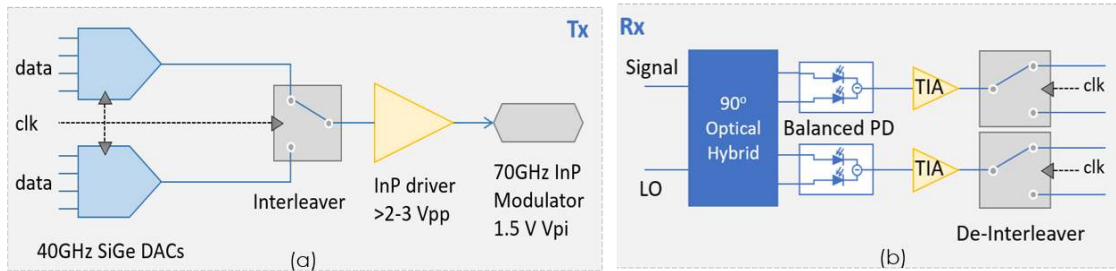 Tx
data
clk
data
Interleaver
InP driver
>2-3 Vpp
70GHz InP
Modulator
1.5 V Vpi
40GHz SiGe DACs
(a)
Rx
Signal
LO
90º
Optical
Hybrid
Balanced PD
TIA
TIA
clk
clk
De-Interleaver
(b)